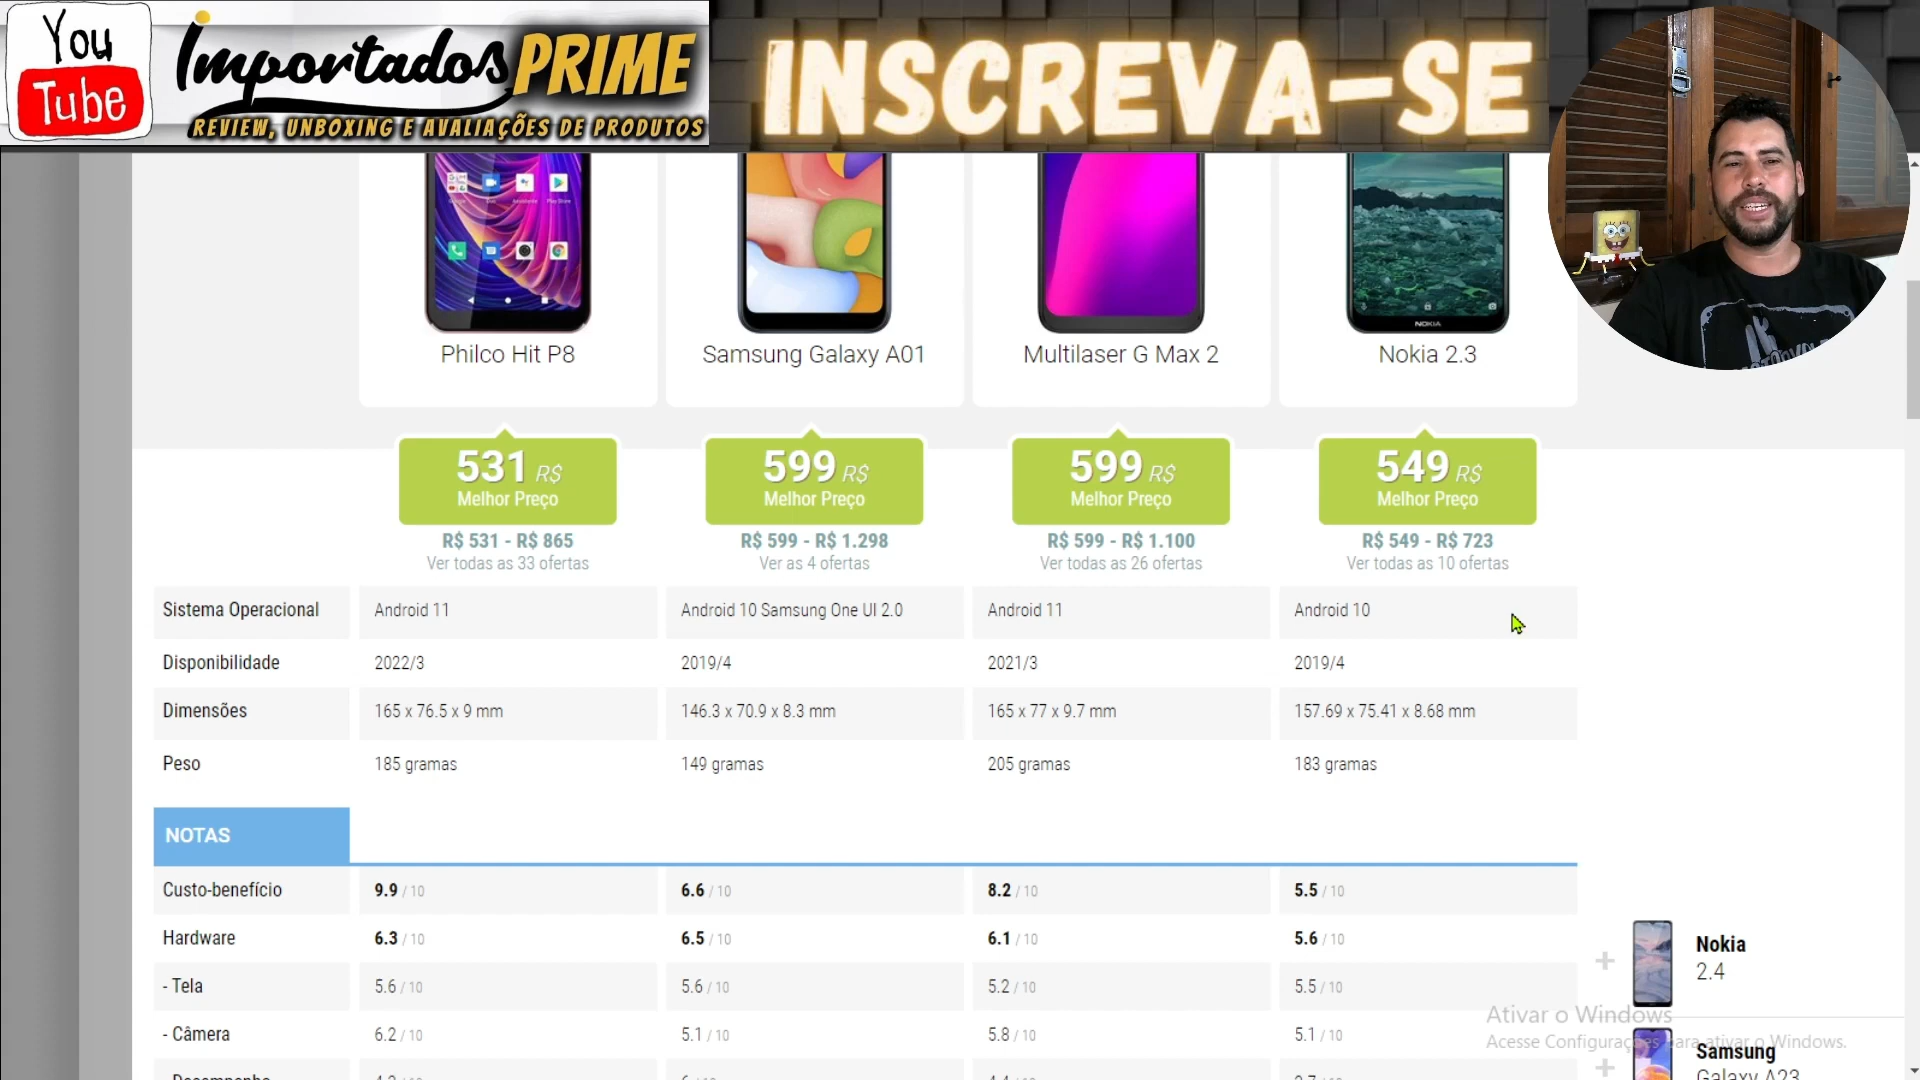 You
Tube
Importados PRIME
REVIEW, UNBOXING E AVALIAÇÕES DE PRODUTOS
INSCREVA-SE
NOKIA
Philco Hit P8
Samsung Galaxy A01
Multilaser G Max 2
Nokia 2.3
531 R$
Melhor Preço
599 R$
Melhor Preço
599 R$
Melhor Preço
549 R$
Melhor Preço
R$ 531 - R$ 865
Ver todas as 33 ofertas
R$ 599 - R$ 1.298
Ver as 4 ofertas
R$ 599 - R$ 1.100
Ver todas as 26 ofertas
R$ 549 - R$ 723
Ver todas as 10 ofertas
Sistema Operacional Android 11 Android 10 Samsung One UI 2.0 Android 11 Android 10
Disponibilidade 2022/3 2019/4 2021/3 2019/4
Dimensões 165 x 76.5 x 9 mm 146.3 x 70.9 x 8.3 mm 165 x 77 x 9.7 mm 157.69 x 75.41 x 8.68 mm
Peso 185 gramas 149 gramas 205 gramas 183 gramas
NOTAS
Custo-benefício 9.9 / 10 6.6 / 10 8.2 / 10 5.5 / 10
Hardware 6.3 / 10 6.5 / 10 6.1 / 10 5.6 / 10
- Tela 5.6 / 10 5.6 / 10 5.2 / 10 5.5 / 10
- Câmera 6.2 / 10 5.1 / 10 5.8 / 10 5.1 / 10
Nokia
2.4
Samsung
Galaxy A23
Ativar o Windows
Acesse Configurações para ativar o Windows.